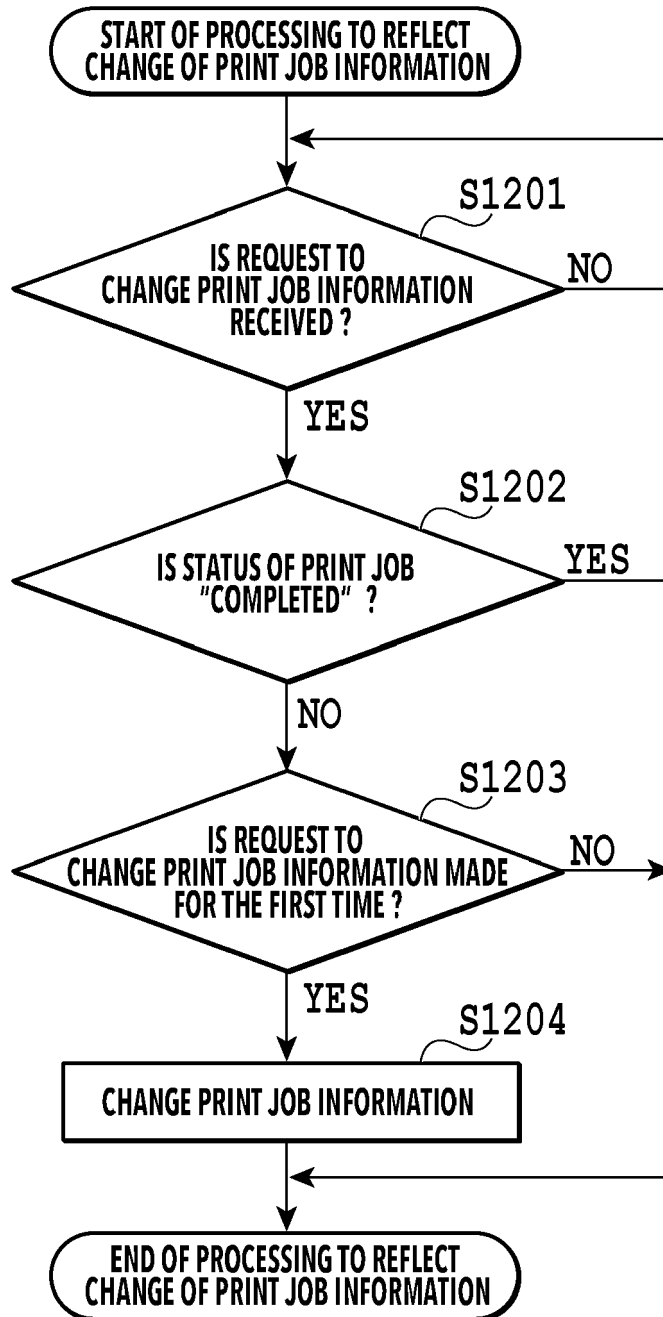 START OF PROCESSING TO REFLECT
CHANGE OF PRINT JOB INFORMATION
S1201
IS REQUEST TO
CHANGE PRINT JOB INFORMATION
RECEIVED ?
NO
YES
S1202
IS STATUS OF PRINT JOB
"COMPLETED" ?
YES
NO
S1203
IS REQUEST TO
CHANGE PRINT JOB INFORMATION MADE
FOR THE FIRST TIME ?
NO
YES
S1204
CHANGE PRINT JOB INFORMATION
END OF PROCESSING TO REFLECT
CHANGE OF PRINT JOB INFORMATION